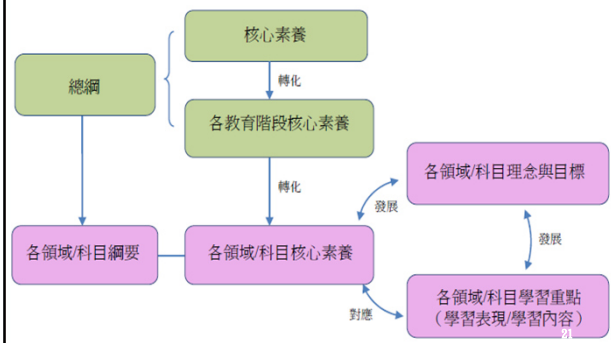 核心素養
總綱
轉化
各教育階段核心素養
轉化
各領域/科目理念與目標
發展
發展
各領域/科目綱要
各領域/科目核心素養
對應
各領域/科目學習重點
（學習表現/學習內容）
21